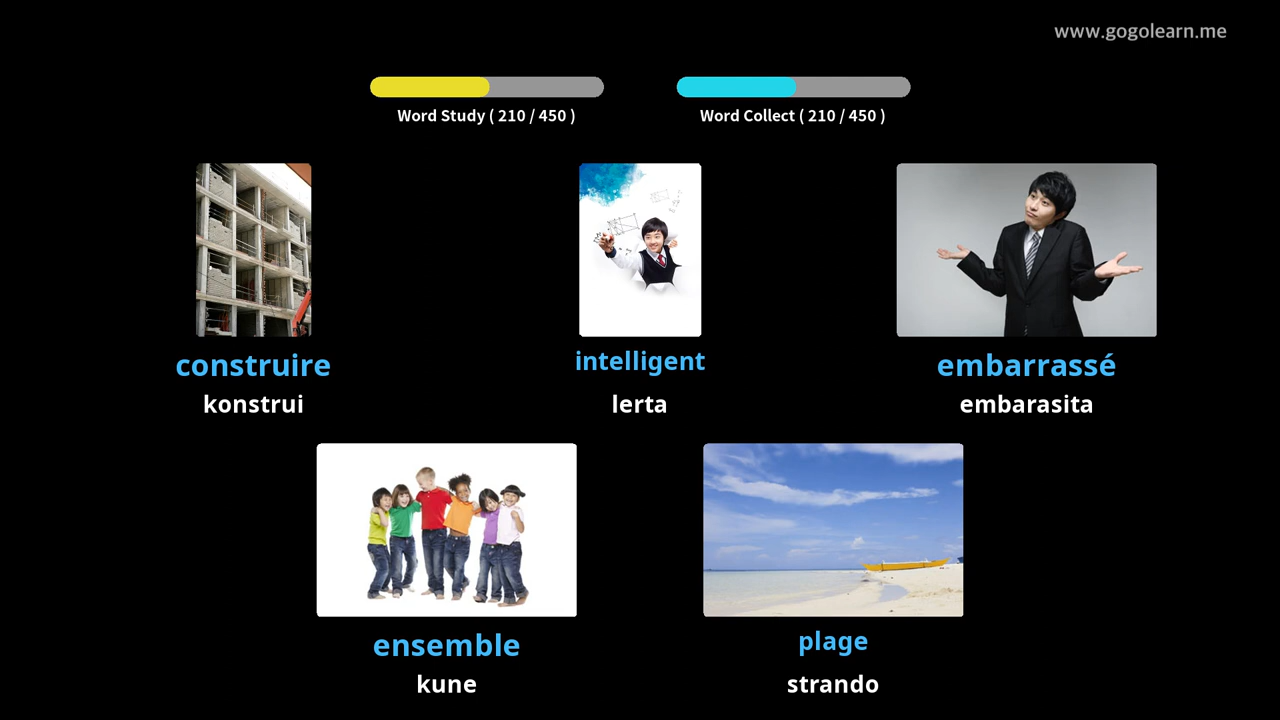 www.gogolearn.me
Word Study ( 210 / 450 )
Word Collect ( 210 / 450 )
construire
konstrui
intelligent
lerta
embarrassé
embarasita
ensemble
kune
plage
strando